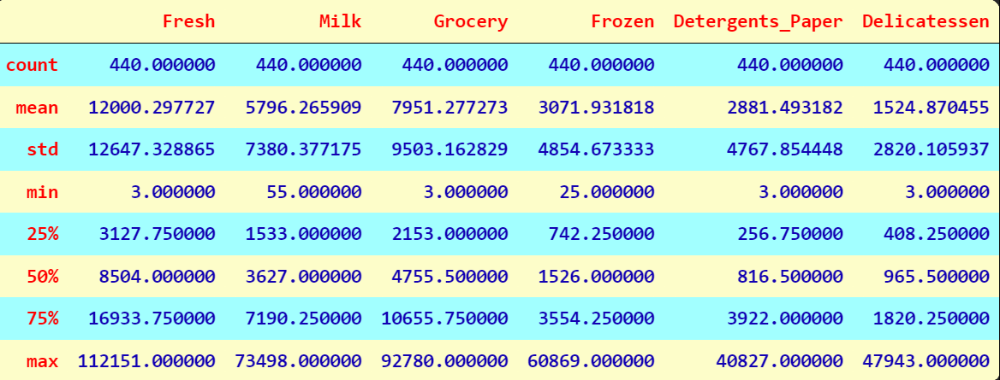 Fresh Milk Grocery Frozen Detergents_Paper Delicatessen
count 440.000000 440.000000 440.000000 440.000000 440.000000 440.000000
mean 12000.297727 5796.265909 7951.277273 3071.931818 2881.493182 1524.870455
std 12647.328865 7380.377175 9503.162829 4854.673333 4767.854448 2820.105937
min 3.000000 55.000000 3.000000 25.000000 3.000000 3.000000
25% 3127.750000 1533.000000 2153.000000 742.250000 256.750000 408.250000
50% 8504.000000 3627.000000 4755.500000 1526.000000 816.500000 965.500000
75% 16933.750000 7190.250000 10655.750000 3554.250000 3922.000000 1820.250000
max 112151.000000 73498.000000 92780.000000 60869.000000 40827.000000 47943.000000